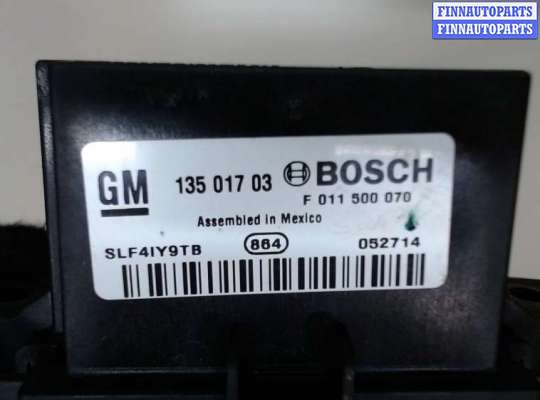 FINNAUTOPARTS
FINNAUTOPARTS
GM 135 017 03 BOSCH
F 011 500 070
Assembled in Mexico
SLF4IY9TB 864 052714